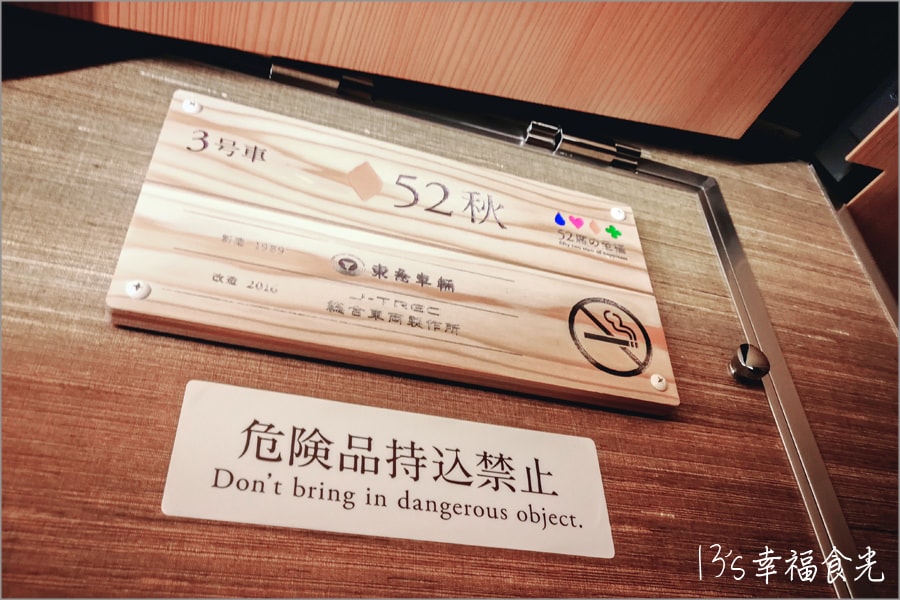 3号車
52秋
52席の至福
製造 1989
東急車輛
改造 2016
J-TREC
総合車両製作所
危険品持込禁止
Don't bring in dangerous object.
13's幸福食光